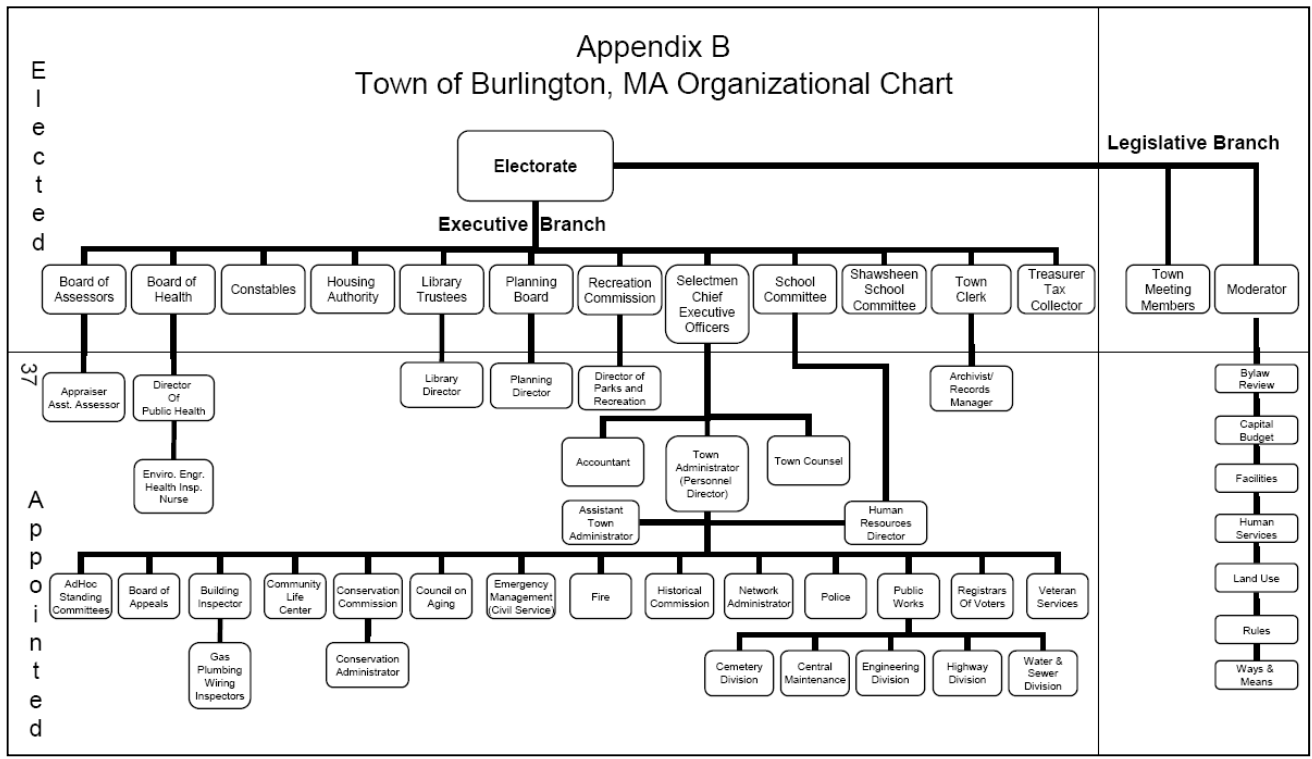 Appendix B
Town of Burlington, MA Organizational Chart
Elected
Electorate
Legislative Branch
Executive Branch
Board of
Assessors
Board of
Health
Constables
Housing
Authority
Library
Trustees
Planning
Board
Recreation
Commission
Selectmen
Chief
Executive
Officers
School
Committee
Shawsheen
School
Committee
Town
Clerk
Treasurer
Tax
Collector
Town
Meeting
Members
Moderator
37
Appraiser
Asst. Assessor
Director
Of
Public Health
Library
Director
Planning
Director
Director of
Parks and
Recreation
Archivist/
Records
Manager
Bylaw
Review
Capital
Budget
Facilities
Human
Services
Land Use
Rules
Ways &
Means
Enviro. Engr.
Health Insp.
Nurse
Accountant
Town
Administrator
(Personnel
Director)
Town Counsel
Assistant
Town
Administrator
Human
Resources
Director
Appointed
AdHoc
Standing
Committees
Board of
Appeals
Building
Inspector
Community
Life
Center
Conservation
Commission
Council on
Aging
Emergency
Management
(Civil Service)
Fire
Historical
Commission
Network
Administrator
Police
Public
Works
Registrars
Of Voters
Veteran
Services
Gas
Plumbing
Wiring
Inspectors
Conservation
Administrator
Cemetery
Division
Central
Maintenance
Engineering
Division
Highway
Division
Water &
Sewer
Division